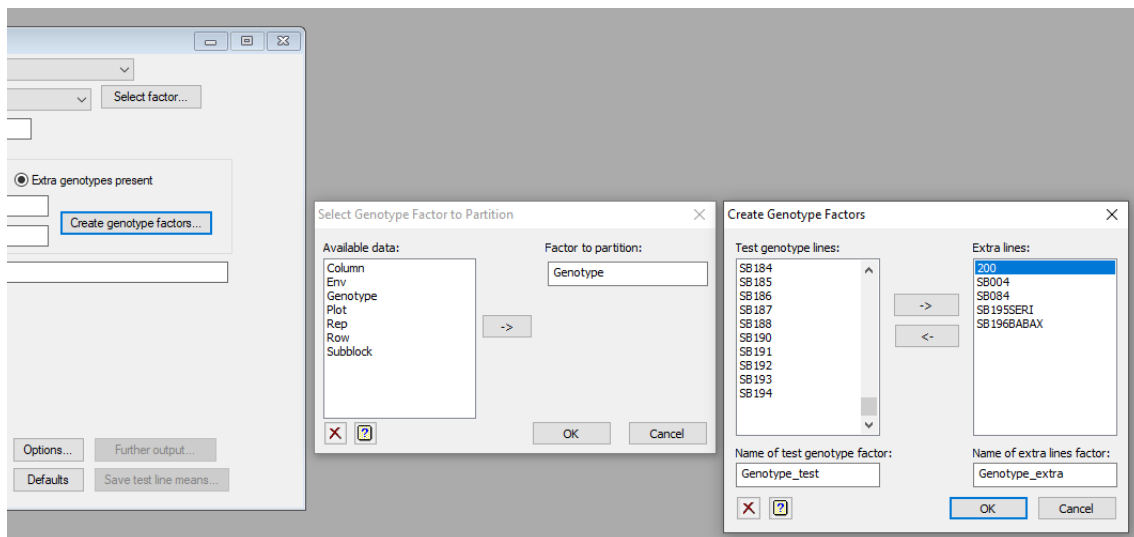 Select factor...
Extra genotypes present
Create genotype factors...
Options...
Further output...
Defaults
Save test line means...
Select Genotype Factor to Partition
Available data:
Factor to partition:
Column
Env
Genotype
Plot
Rep
Row
Subblock
->
Genotype
OK
Cancel
Create Genotype Factors
Test genotype lines:
Extra lines:
SB184
SB185
SB186
SB187
SB188
SB190
SB191
SB192
SB193
SB194
->
<-
200
SB004
SB084
SB195SERI
SB196BABAX
Name of test genotype factor:
Name of extra lines factor:
Genotype_test
Genotype_extra
OK
Cancel